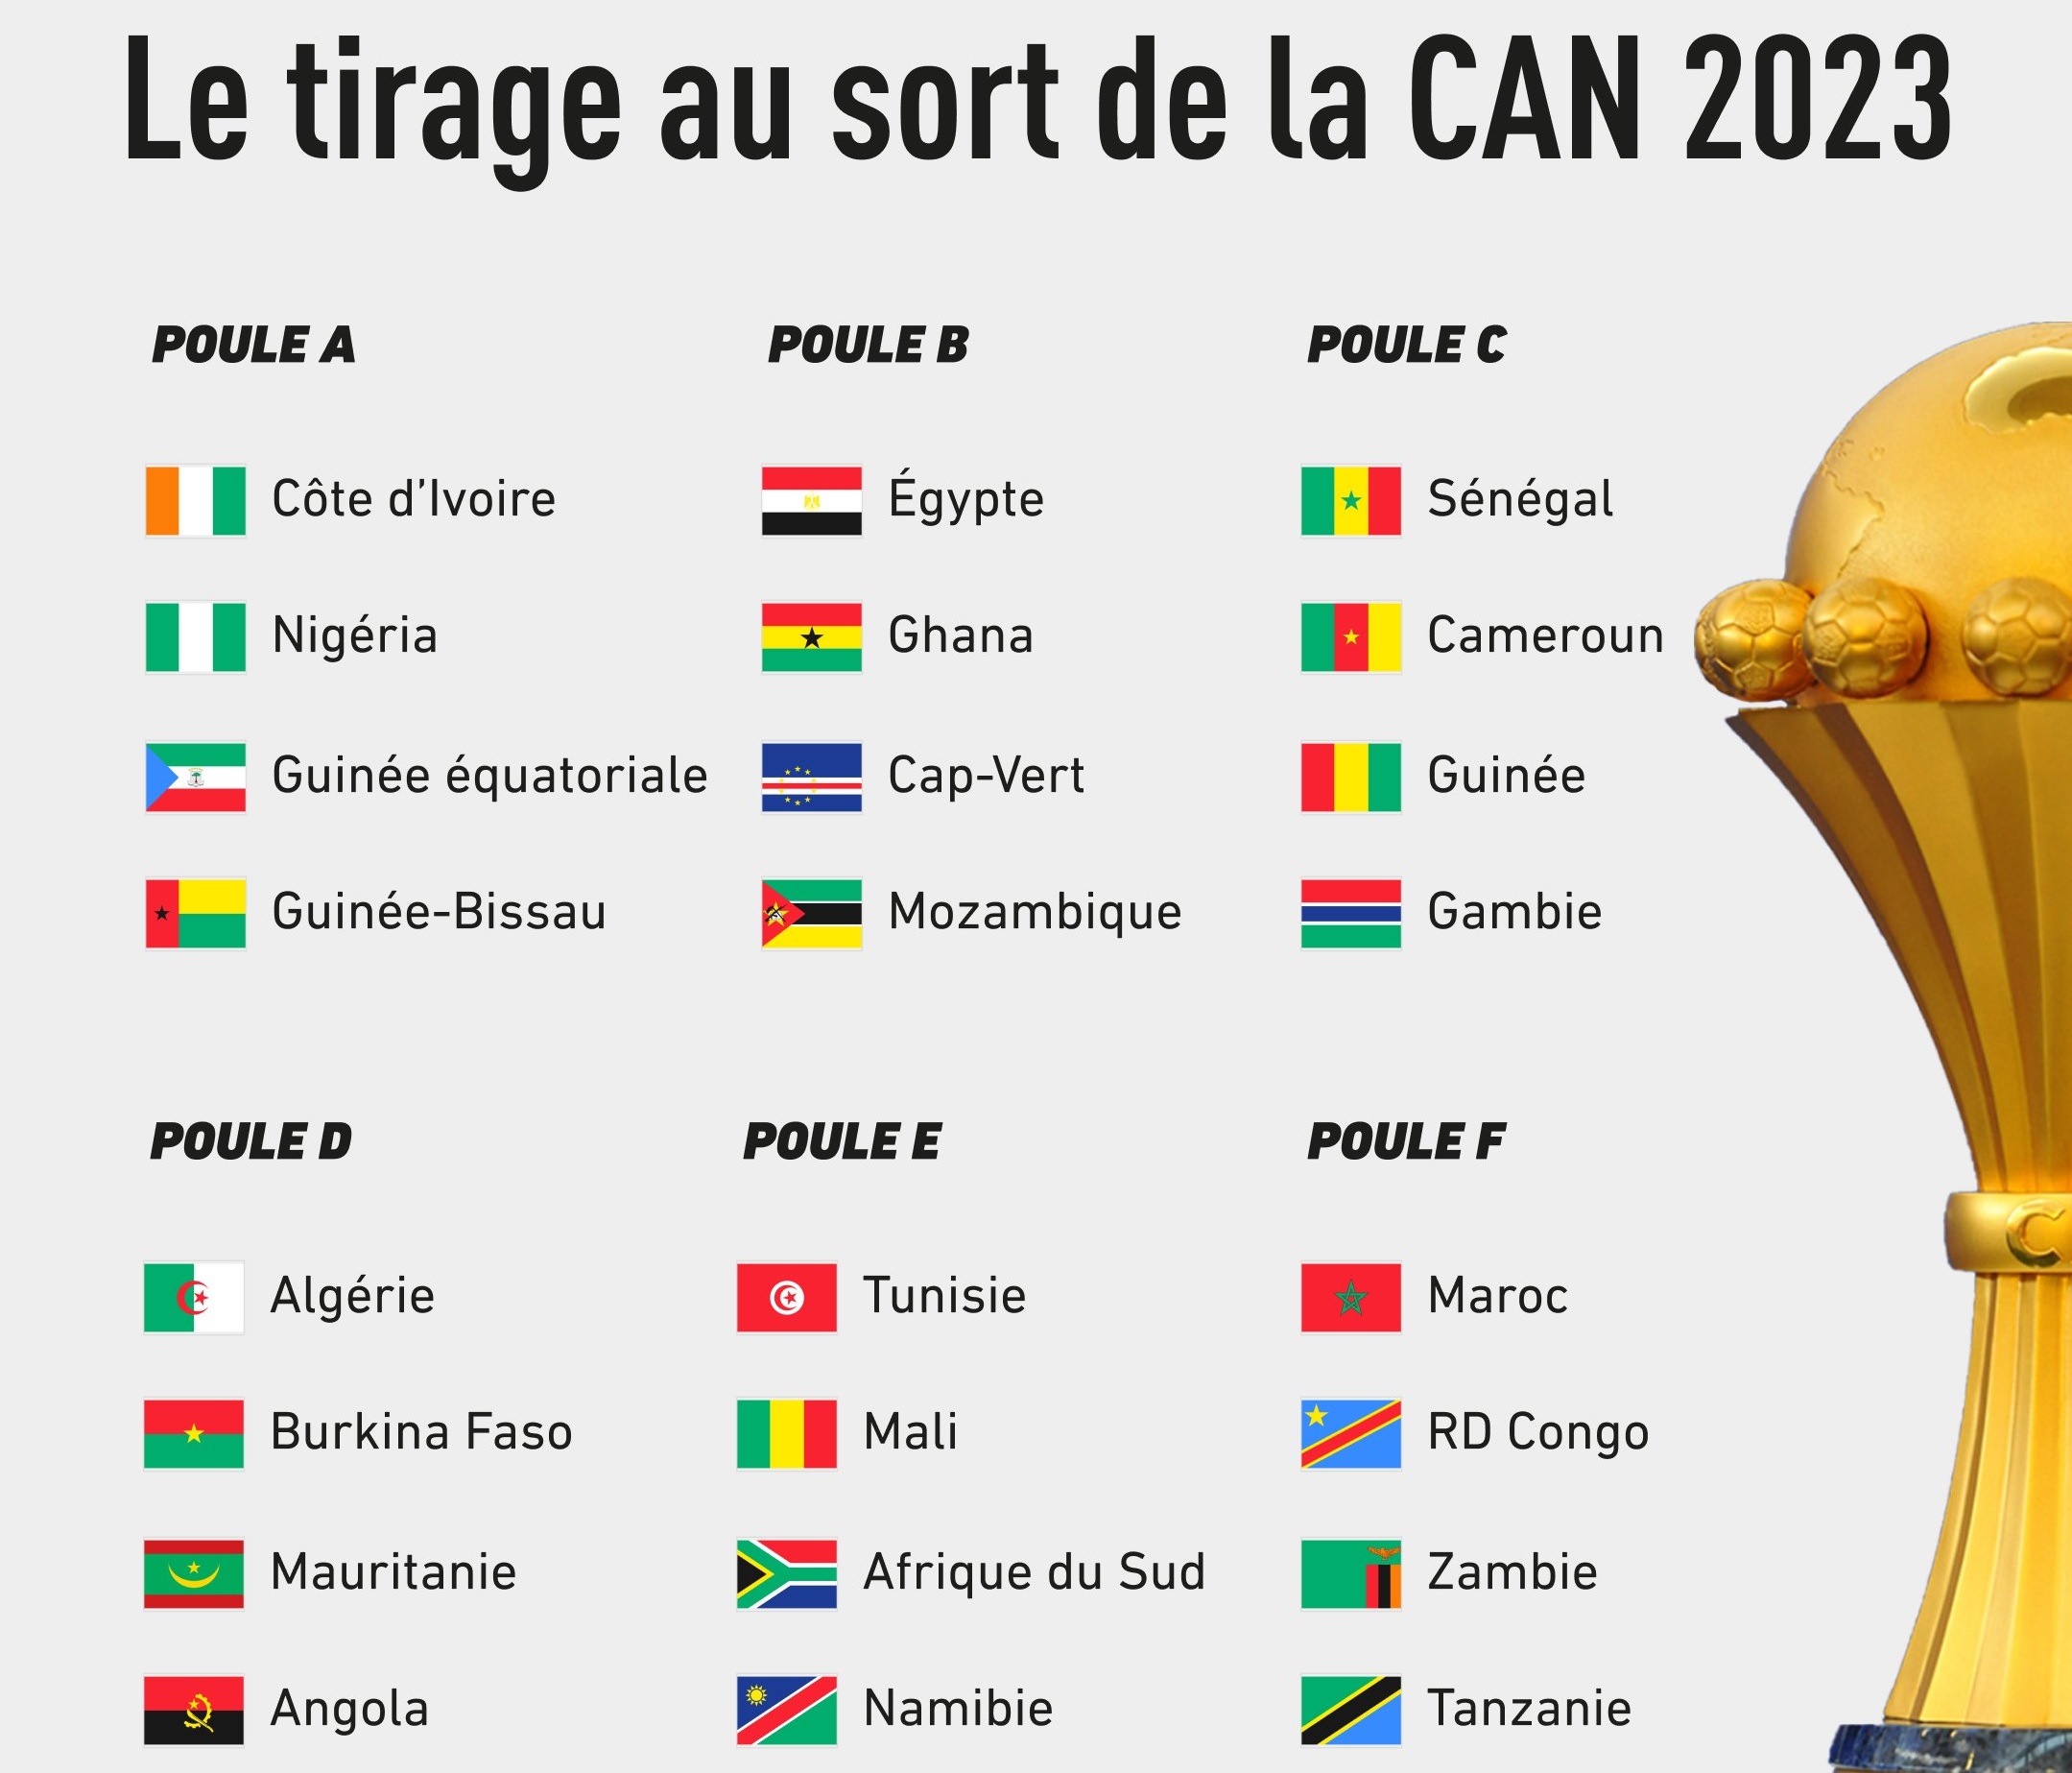 Le tirage au sort de la CAN 2023
POULE A
Côte d’Ivoire
Nigéria
Guinée équatoriale
Guinée-Bissau
POULE B
Égypte
Ghana
Cap-Vert
Mozambique
POULE C
Sénégal
Cameroun
Guinée
Gambie
POULE D
Algérie
Burkina Faso
Mauritanie
Angola
POULE E
Tunisie
Mali
Afrique du Sud
Namibie
POULE F
Maroc
RD Congo
Zambie
Tanzanie
C